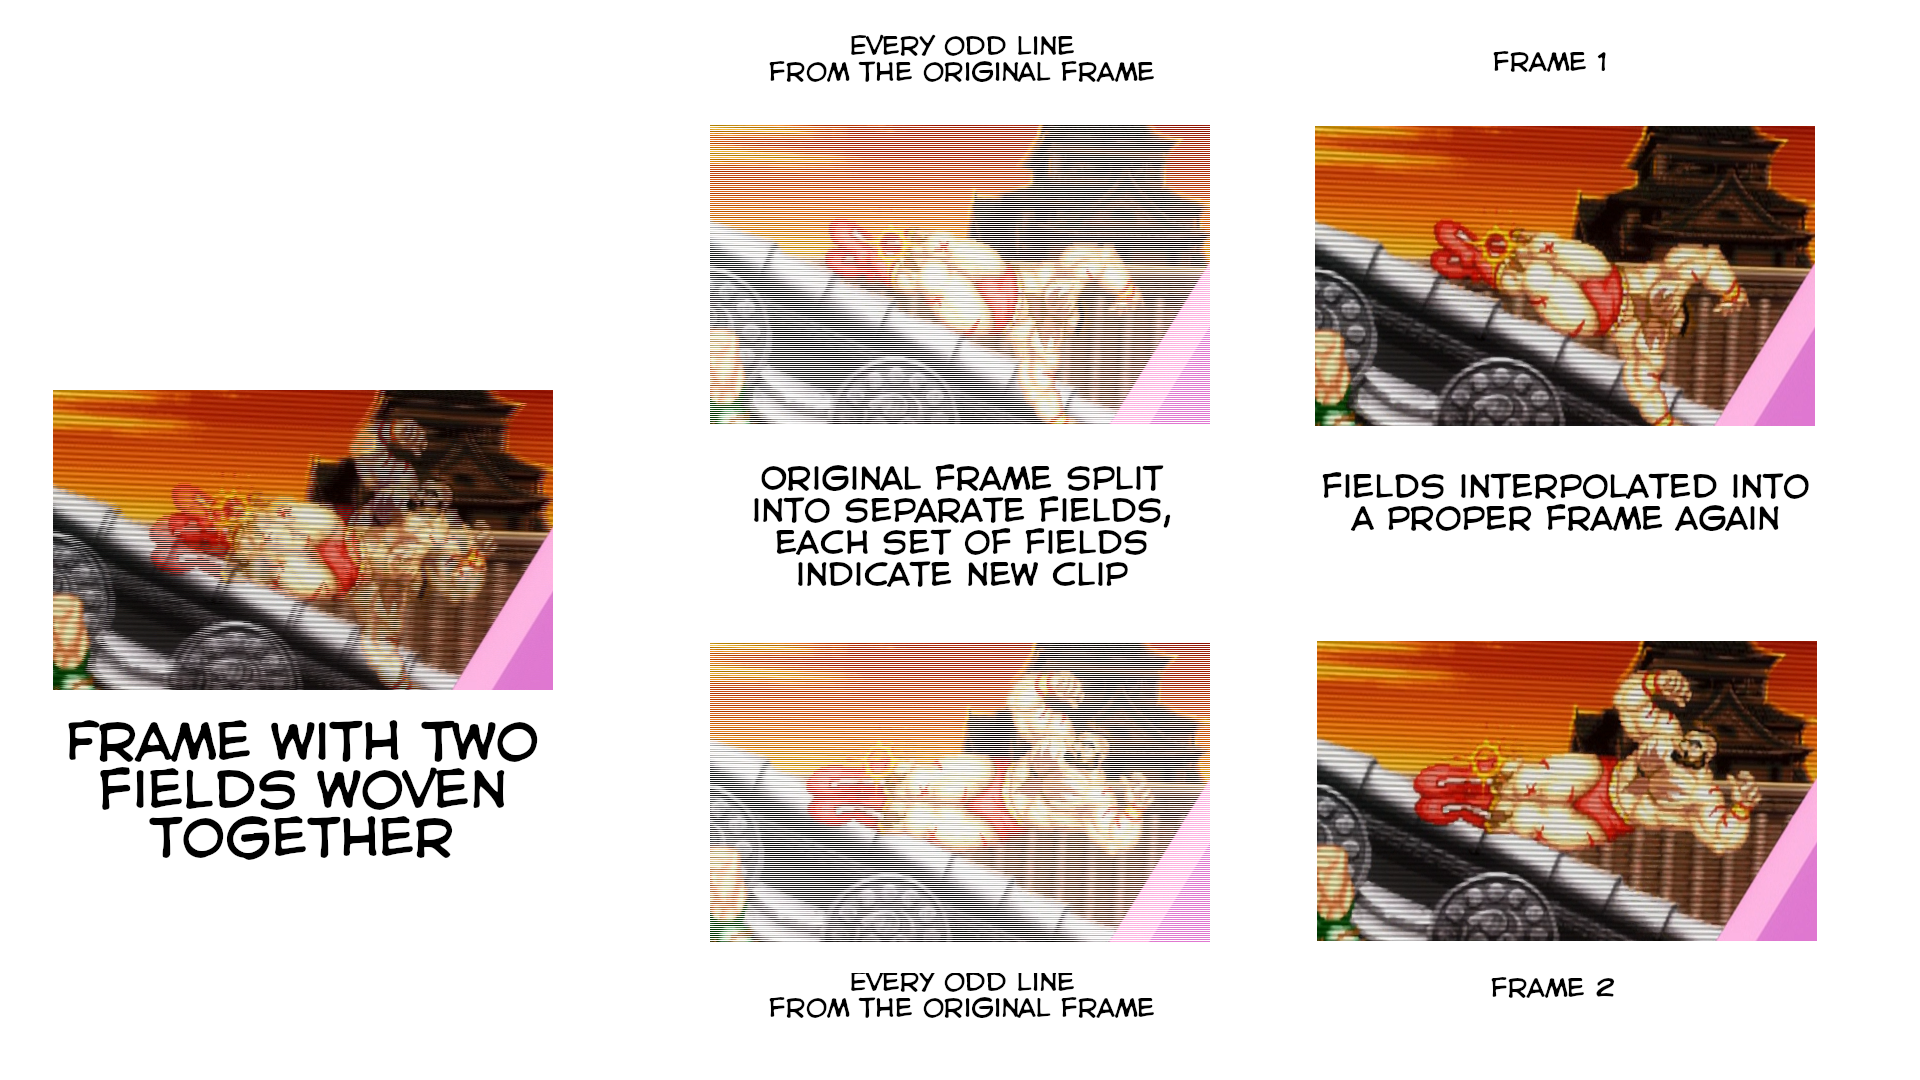 FRAME WITH TWO
FIELDS WOVEN
TOGETHER
EVERY ODD LINE
FROM THE ORIGINAL FRAME
ORIGINAL FRAME SPLIT
INTO SEPARATE FIELDS,
EACH SET OF FIELDS
INDICATE NEW CLIP
EVERY ODD LINE
FROM THE ORIGINAL FRAME
FRAME 1
FIELDS INTERPOLATED INTO
A PROPER FRAME AGAIN
FRAME 2